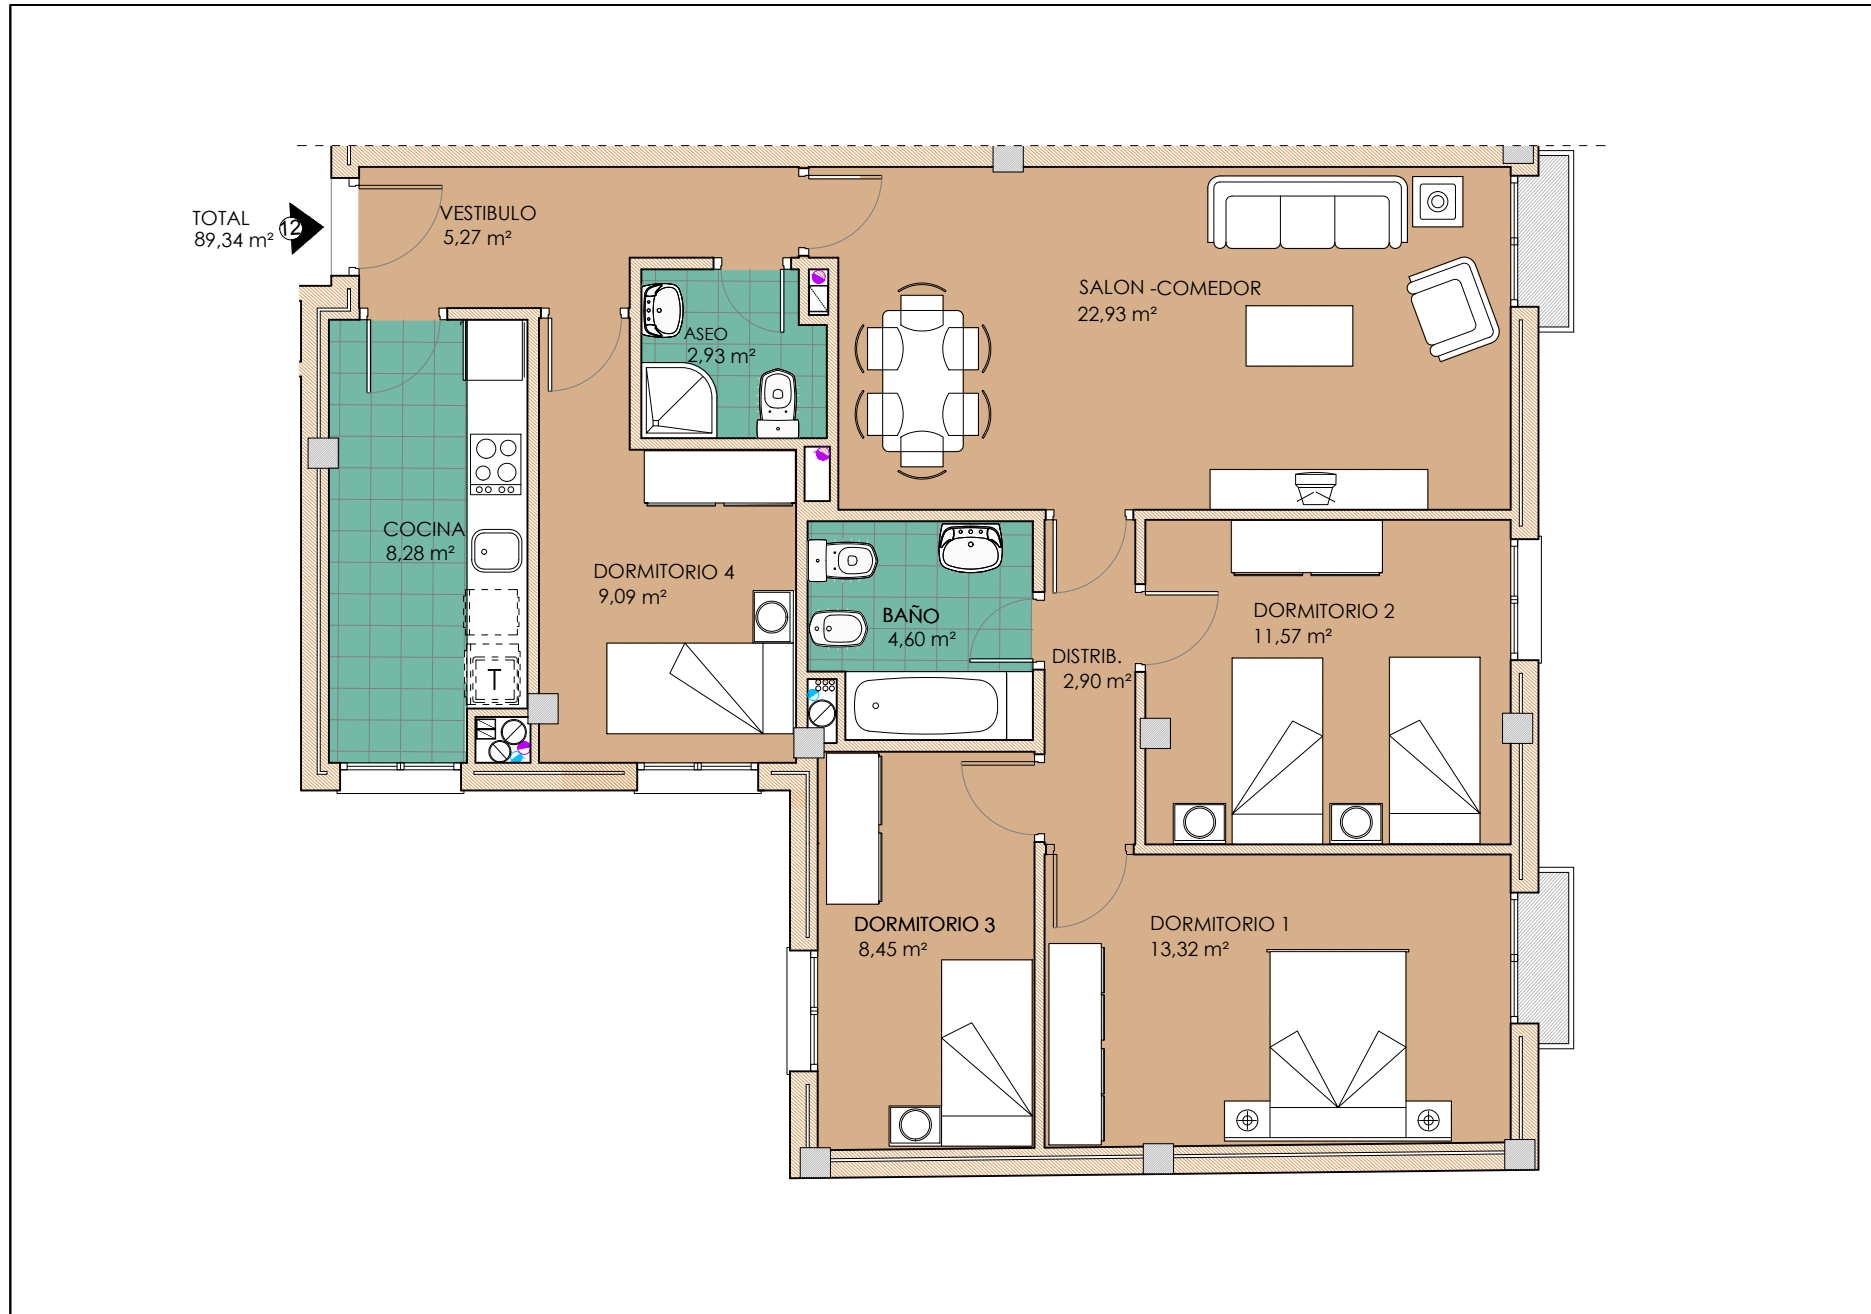 TOTAL
89,34 m²
12
VESTIBULO
5,27 m²
SALON -COMEDOR
22,93 m²
ASEO
2,93 m²
COCINA
8,28 m²
DORMITORIO 4
9,09 m²
BAÑO
4,60 m²
DISTRIB.
2,90 m²
DORMITORIO 2
11,57 m²
T
DORMITORIO 3
8,45 m²
DORMITORIO 1
13,32 m²